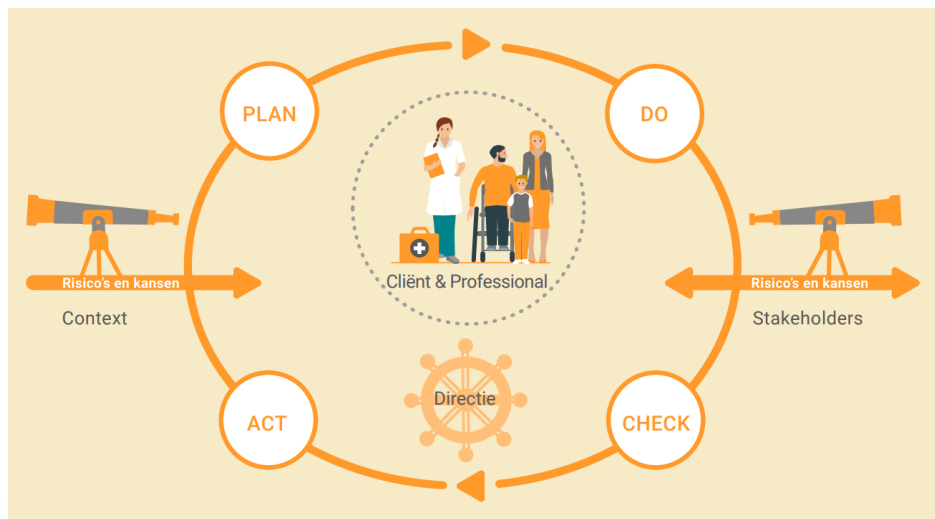 PLAN
DO
Risico's en kansen
Context
Cliënt & Professional
Risico's en kansen
Stakeholders
Directie
ACT
CHECK